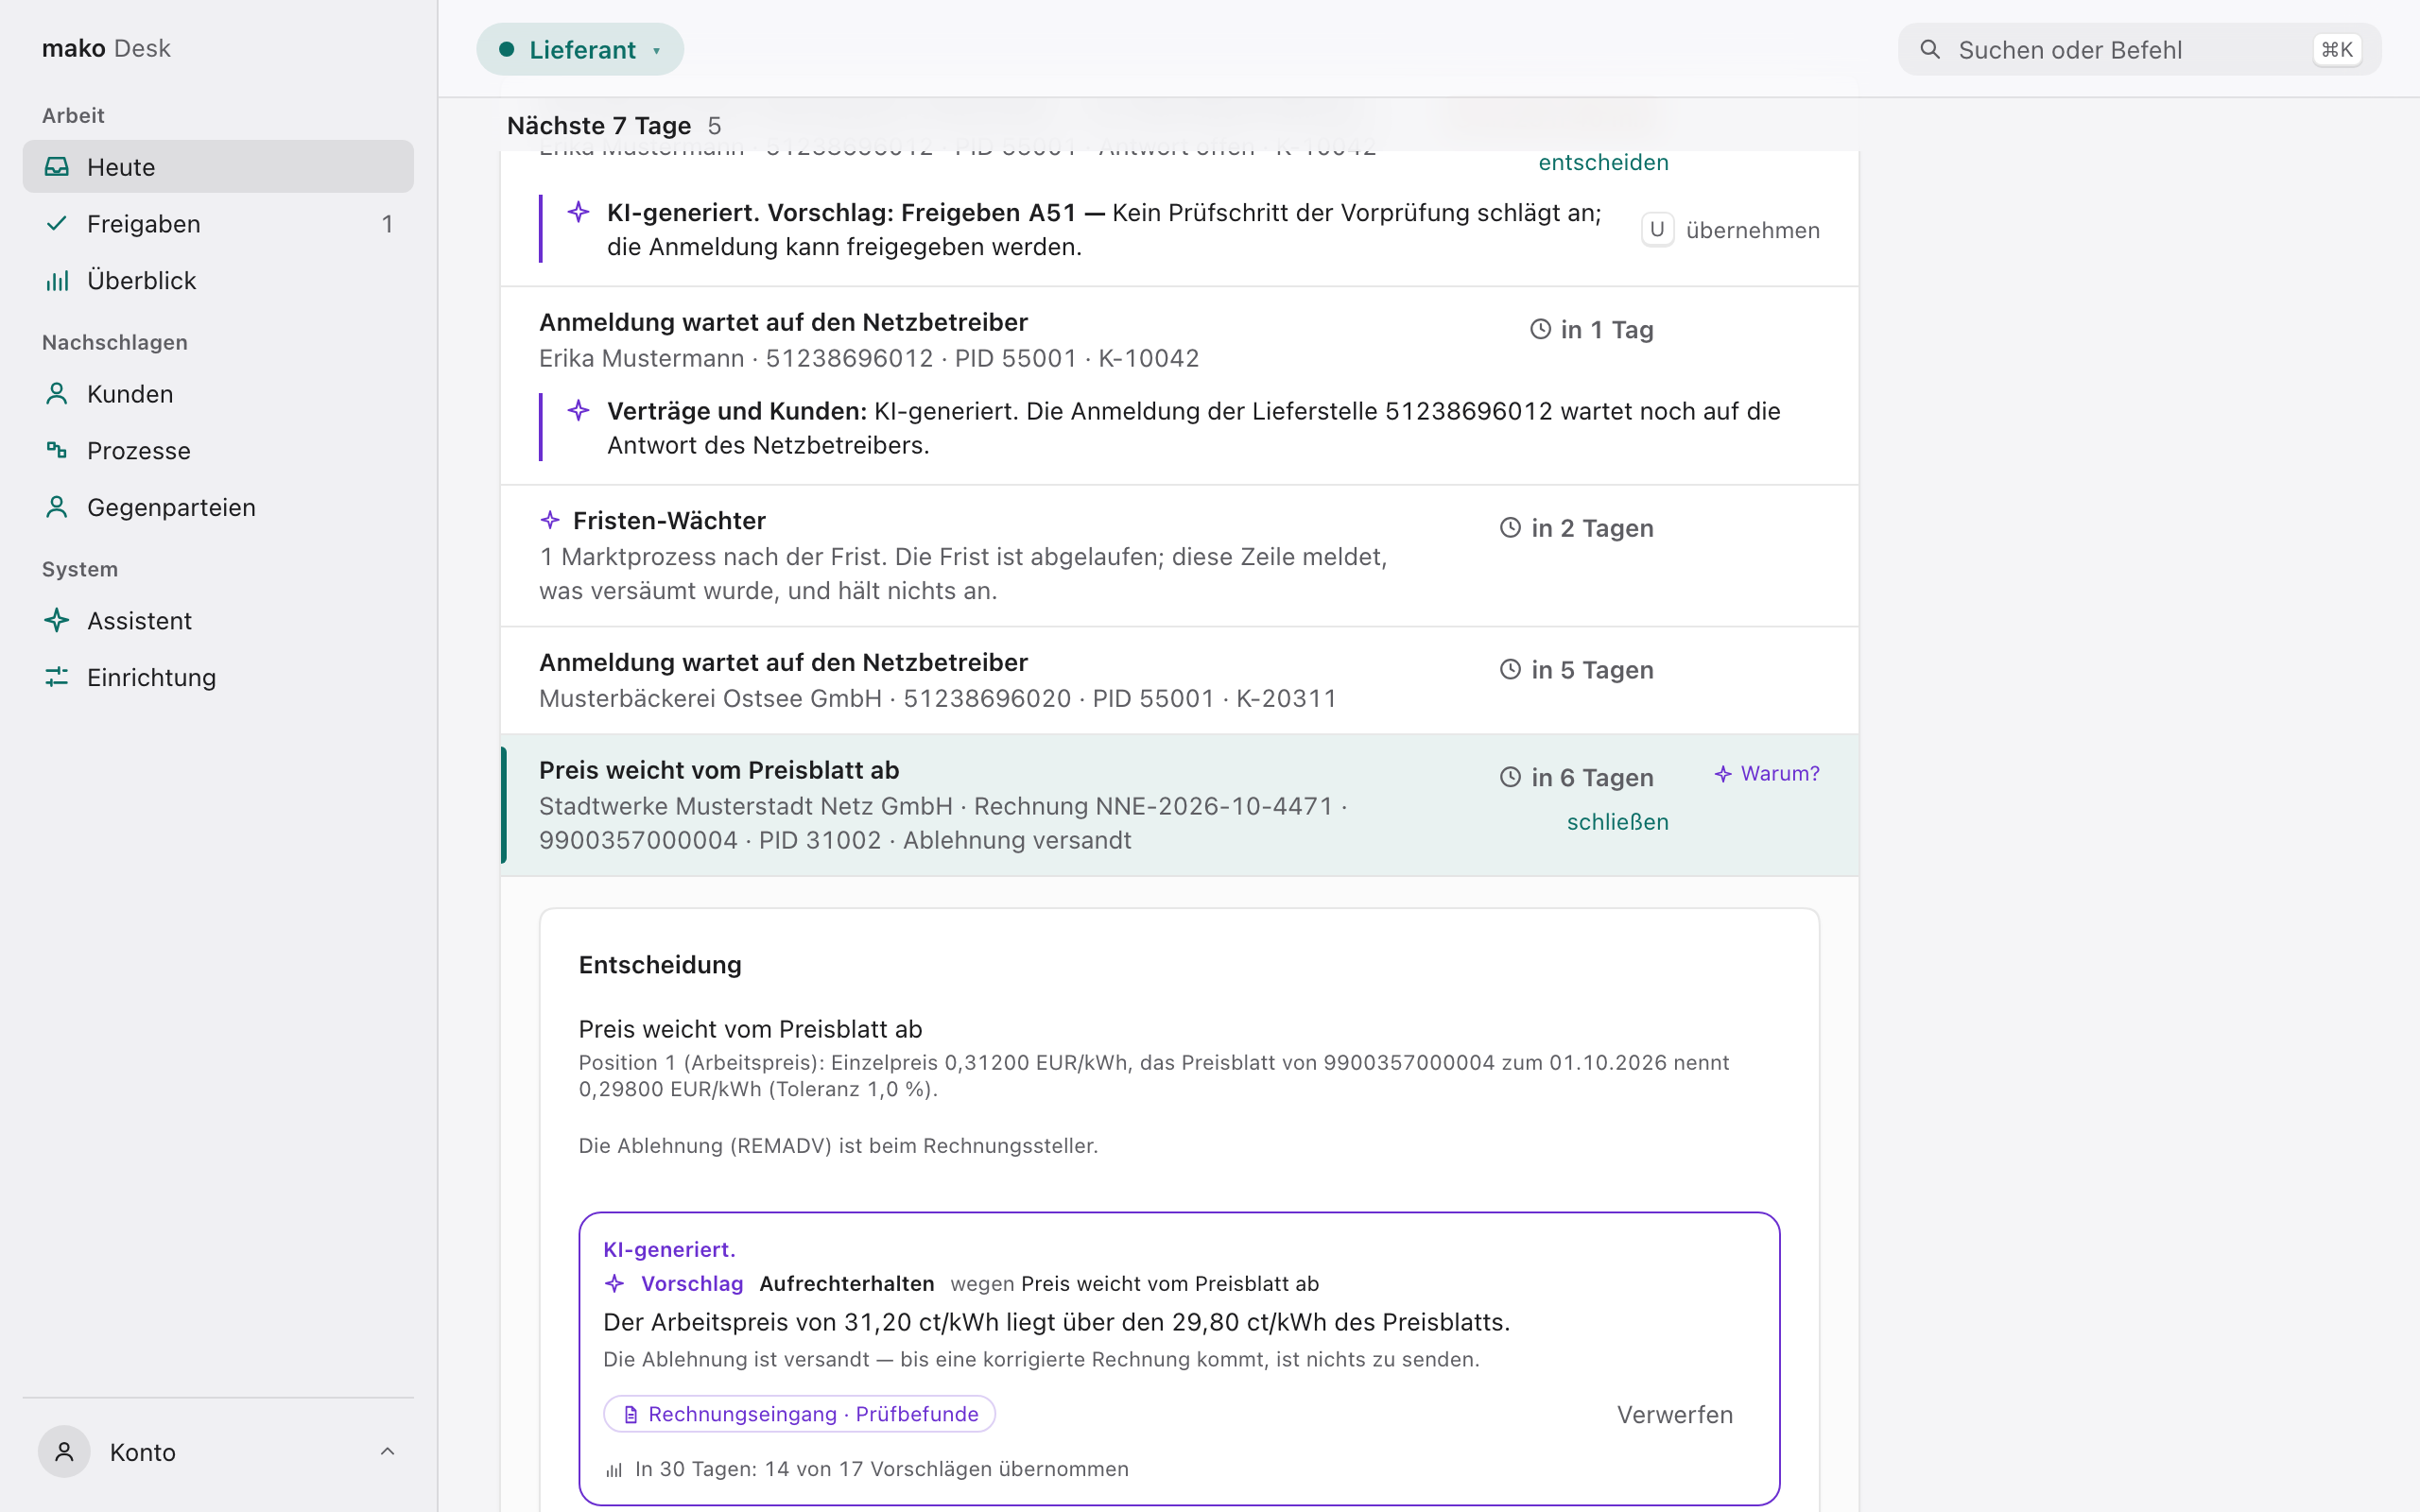 mako Desk
Arbeit
Heute
Freigaben 1
Überblick
Nachschlagen
Kunden
Prozesse
Gegenparteien
System
Assistent
Einrichtung
Konto
Lieferant
Suchen oder Befehl ⌘K
Nächste 7 Tage 5
Erika Mustermann · 51238696012 · PID 55001 · Antwort offen · K-10042
entscheiden
KI-generiert. Vorschlag: Freigeben A51 — Kein Prüfschritt der Vorprüfung schlägt an;
die Anmeldung kann freigegeben werden.
U übernehmen
Anmeldung wartet auf den Netzbetreiber
in 1 Tag
Erika Mustermann · 51238696012 · PID 55001 · K-10042
Verträge und Kunden: KI-generiert. Die Anmeldung der Lieferstelle 51238696012 wartet noch auf die
Antwort des Netzbetreibers.
Fristen-Wächter
in 2 Tagen
1 Marktprozess nach der Frist. Die Frist ist abgelaufen; diese Zeile meldet,
was versäumt wurde, und hält nichts an.
Anmeldung wartet auf den Netzbetreiber
in 5 Tagen
Musterbäckerei Ostsee GmbH · 51238696020 · PID 55001 · K-20311
Preis weicht vom Preisblatt ab
in 6 Tagen
Warum?
Stadtwerke Musterstadt Netz GmbH · Rechnung NNE-2026-10-4471 ·
9900357000004 · PID 31002 · Ablehnung versandt
schließen
Entscheidung
Preis weicht vom Preisblatt ab
Position 1 (Arbeitspreis): Einzelpreis 0,31200 EUR/kWh, das Preisblatt von 9900357000004 zum 01.10.2026 nennt
0,29800 EUR/kWh (Toleranz 1,0 %).
Die Ablehnung (REMADV) ist beim Rechnungssteller.
KI-generiert.
Vorschlag Aufrechterhalten wegen Preis weicht vom Preisblatt ab
Der Arbeitspreis von 31,20 ct/kWh liegt über den 29,80 ct/kWh des Preisblatts.
Die Ablehnung ist versandt — bis eine korrigierte Rechnung kommt, ist nichts zu senden.
Rechnungseingang · Prüfbefunde
Verwerfen
In 30 Tagen: 14 von 17 Vorschlägen übernommen